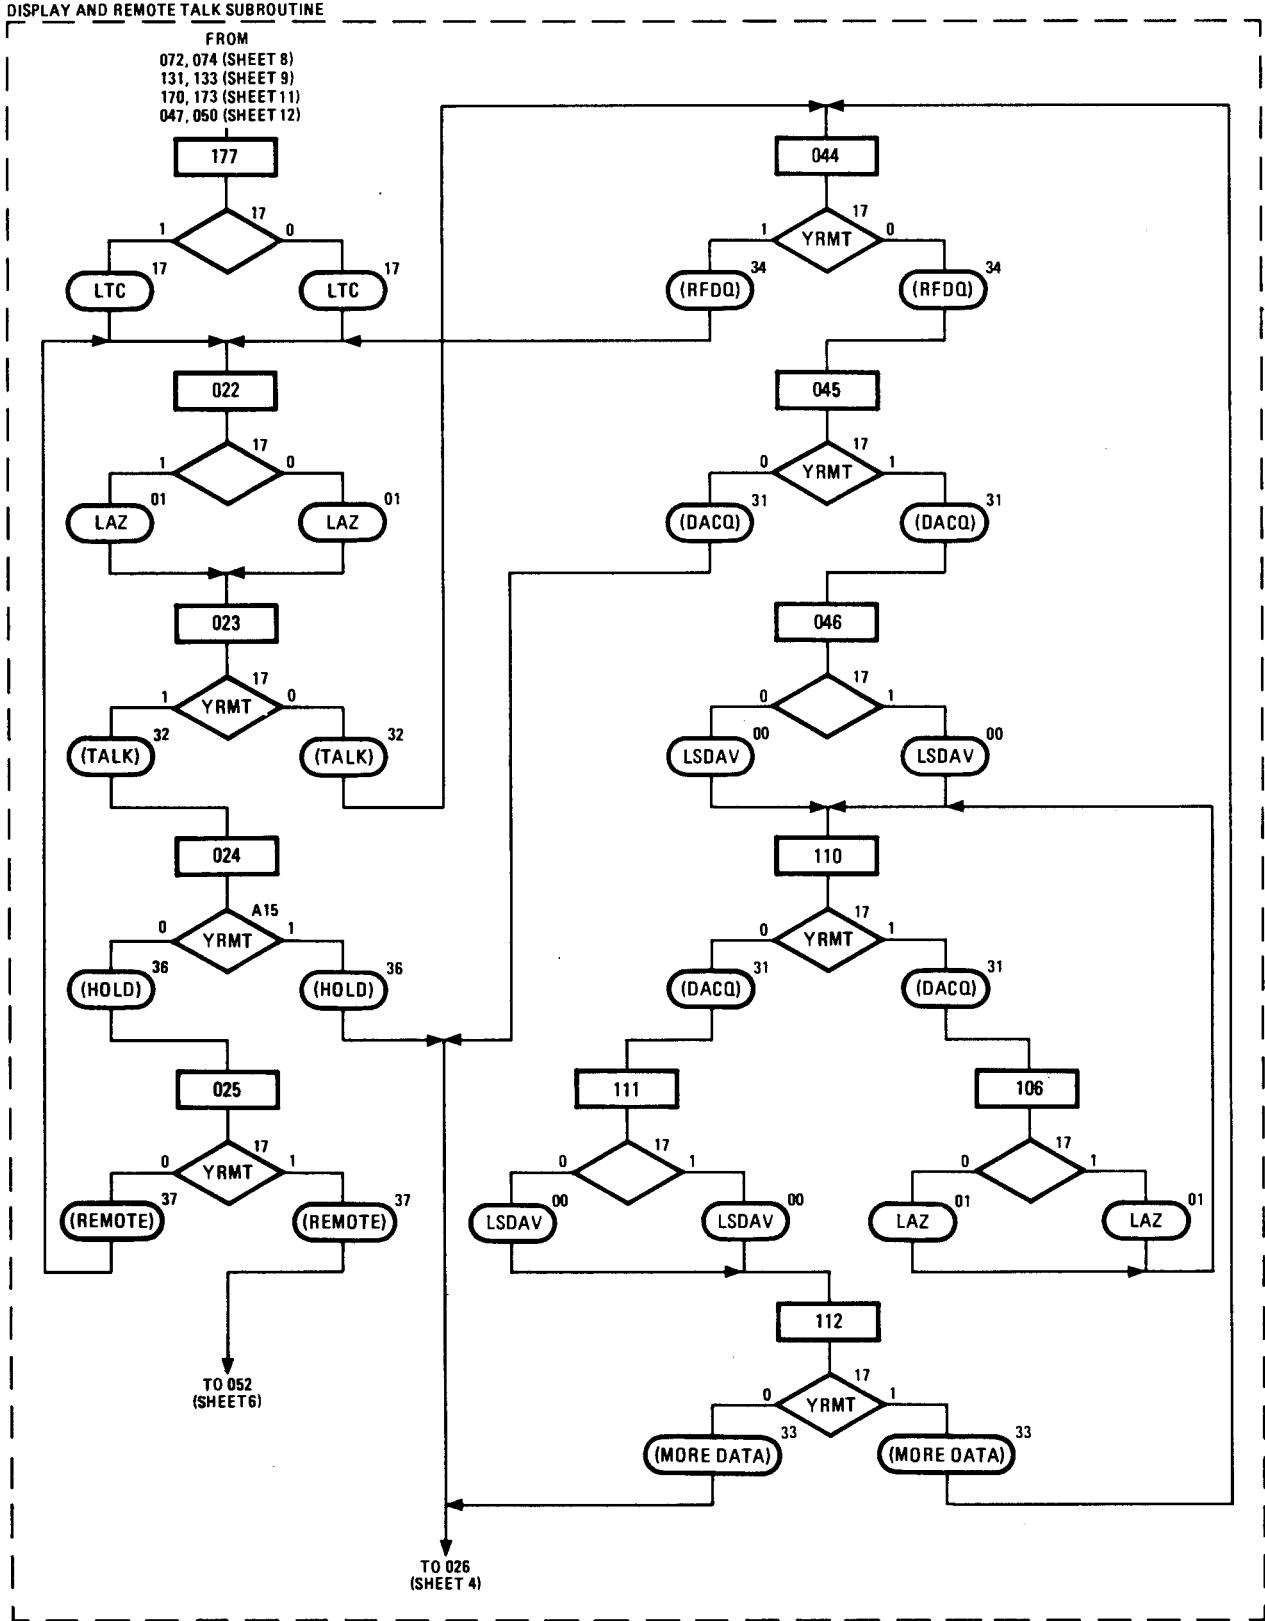 DISPLAY AND REMOTE TALK SUBROUTINE
FROM
072, 074 (SHEET 8)
131, 133 (SHEET 9)
170, 173 (SHEET 11)
047, 050 (SHEET 12)
177
17
1
0
17
LTC
17
LTC
022
17
1
0
01
LAZ
01
LAZ
023
17
1
YRMT
0
32
(TALK)
32
(TALK)
024
A15
0
YRMT
1
36
(HOLD)
36
(HOLD)
025
17
0
YRMT
1
37
(REMOTE)
37
(REMOTE)
TO 052
(SHEET 6)
044
17
1
YRMT
0
34
(RFDQ)
34
(RFDQ)
045
17
0
YRMT
1
31
(DACQ)
31
(DACQ)
046
17
0
1
00
LSDAV
00
LSDAV
110
17
0
YRMT
1
31
(DACQ)
31
(DACQ)
111
17
0
1
00
LSDAV
00
LSDAV
106
17
0
1
01
LAZ
01
LAZ
112
17
0
YRMT
1
33
(MORE DATA)
33
(MORE DATA)
TO 026
(SHEET 4)